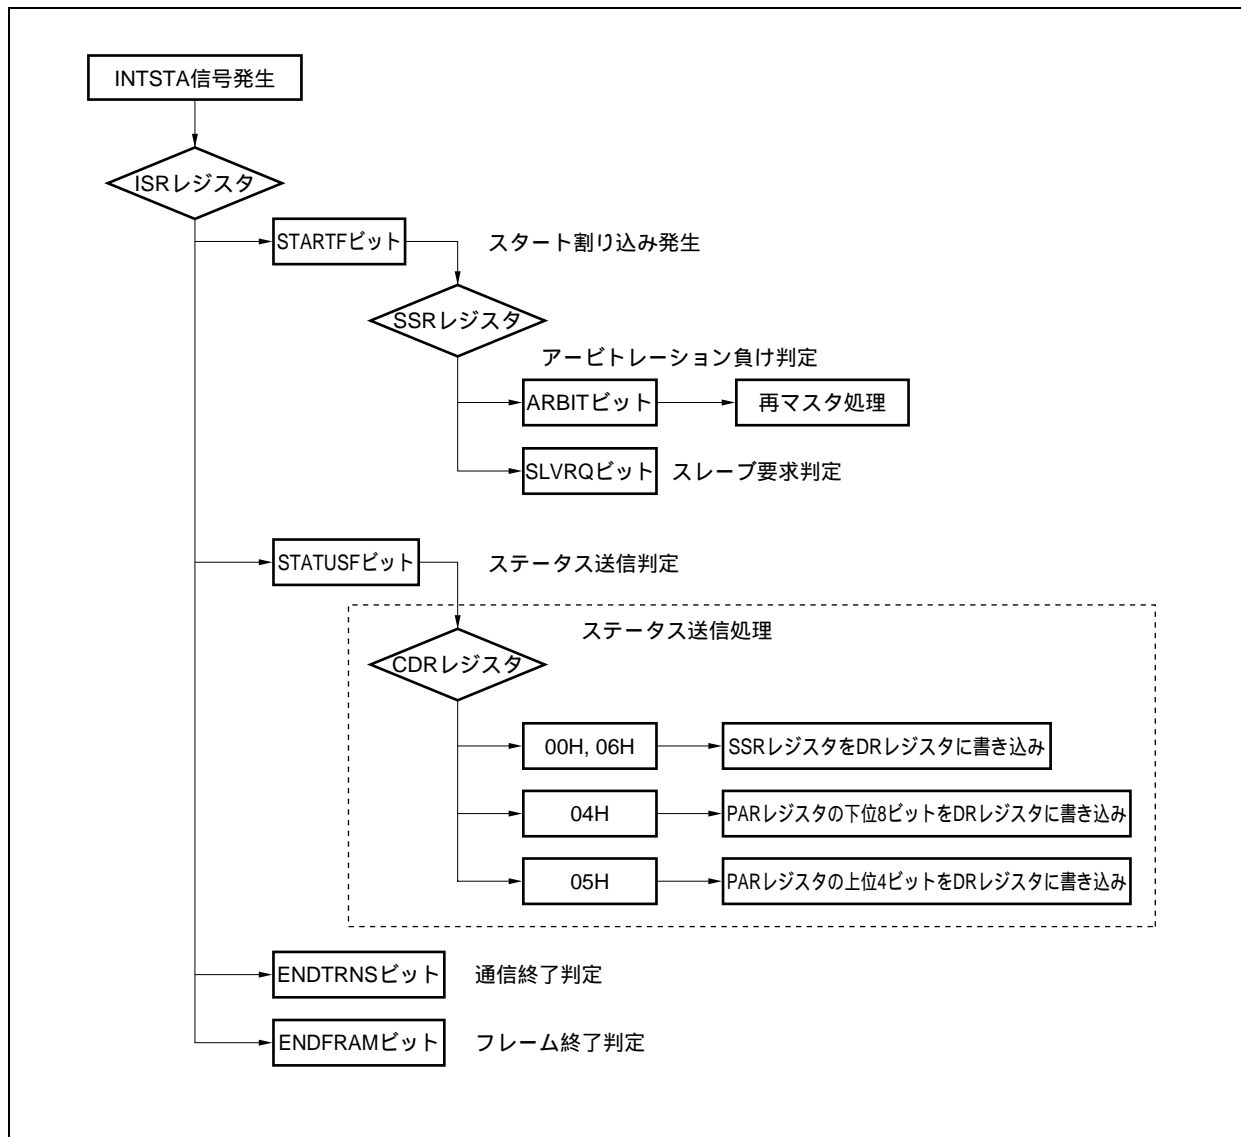 INTSTA信号発生
ISRレジスタ
STARTFビット
スタート割り込み発生
SSRレジスタ
アービトレーション負け判定
ARBITビット
再マスタ処理
SLVRQビット
スレーブ要求判定
STATUSFビット
ステータス送信判定
ステータス送信処理
CDRレジスタ
00H, 06H
SSRレジスタをDRレジスタに書き込み
04H
PARレジスタの下位8ビットをDRレジスタに書き込み
05H
PARレジスタの上位4ビットをDRレジスタに書き込み
ENDTRNSビット
通信終了判定
ENDFRAMビット
フレーム終了判定